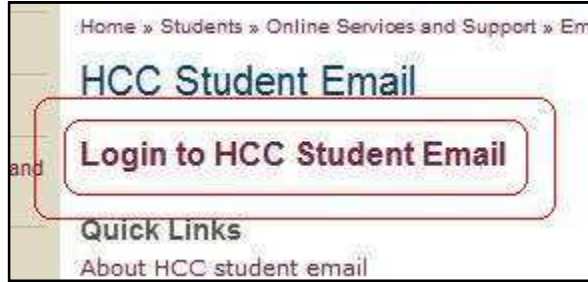 Home » Students » Online Services and Support » Em
HCC Student Email
Login to HCC Student Email
and
Quick Links
About HCC student email